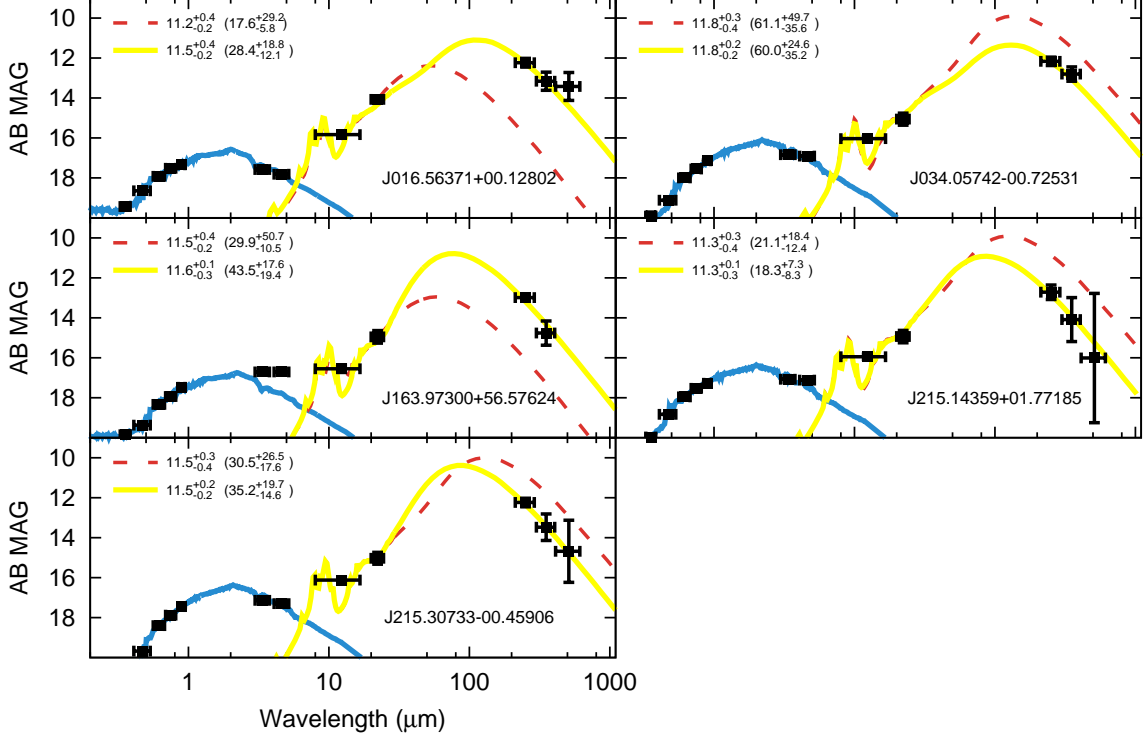 10
12
14
16
18
AB MAG
11.2+0.4-0.2 (17.6+29.2-5.8)
11.5+0.4-0.2 (28.4+18.8-12.1)
J016.56371+00.12802
11.8+0.3-0.4 (61.1+49.7-35.6)
11.8+0.2-0.2 (60.0+24.6-35.2)
J034.05742-00.72531
10
12
14
16
18
AB MAG
11.5+0.4-0.2 (29.9+50.7-10.5)
11.6+0.1-0.3 (43.5+17.6-19.4)
J163.97300+56.57624
11.3+0.3-0.4 (21.1+18.4-12.4)
11.3+0.1-0.3 (18.3+7.3-8.3)
J215.14359+01.77185
10
12
14
16
18
AB MAG
11.5+0.3-0.4 (30.5+26.5-17.6)
11.5+0.2-0.2 (35.2+19.7-14.6)
J215.30733-00.45906
1 10 100 1000
Wavelength (μm)